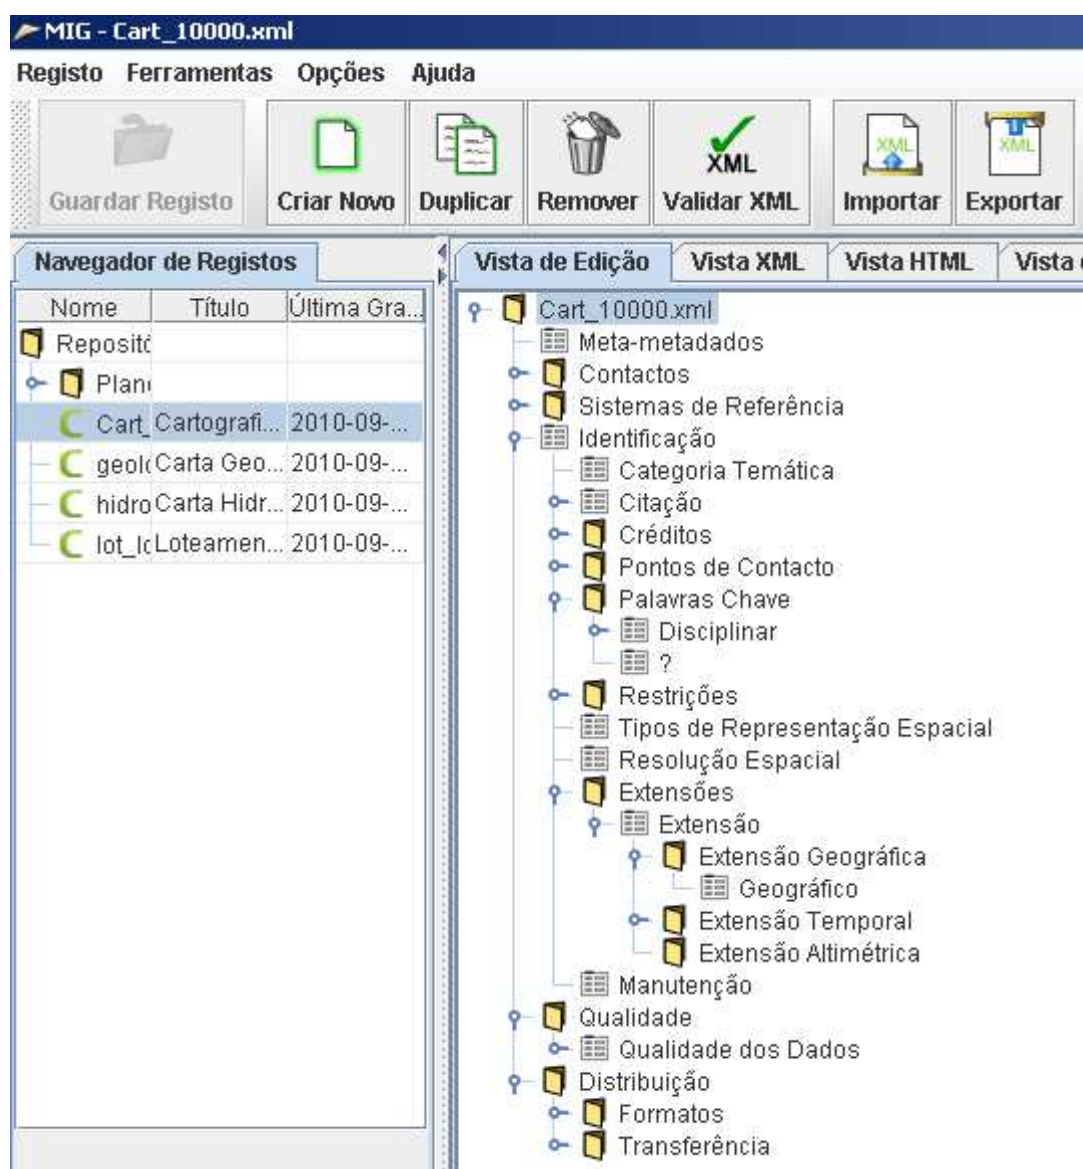 MIG - Cart_10000.xml
Registo Ferramentas Opções Ajuda
Guardar Registo Criar Novo Duplicar Remover XML Validar XML XML Importar XML Exportar
Navegador de Registos
Nome Título Última Gra...
Repositó
Plan
Cart_ Cartografi... 2010-09-...
geol Carta Geo... 2010-09-...
hidro Carta Hidr... 2010-09-...
lot_lo Loteamen... 2010-09-...
Vista de Edição Vista XML Vista HTML Vista
Cart_10000.xml
Meta-metadados
Contactos
Sistemas de Referência
Identificação
Categoria Temática
Citação
Créditos
Pontos de Contacto
Palavras Chave
Disciplinar
?
Restrições
Tipos de Representação Espacial
Resolução Espacial
Extensões
Extensão
Extensão Geográfica
Geográfico
Extensão Temporal
Extensão Altimétrica
Manutenção
Qualidade
Qualidade dos Dados
Distribuição
Formatos
Transferência